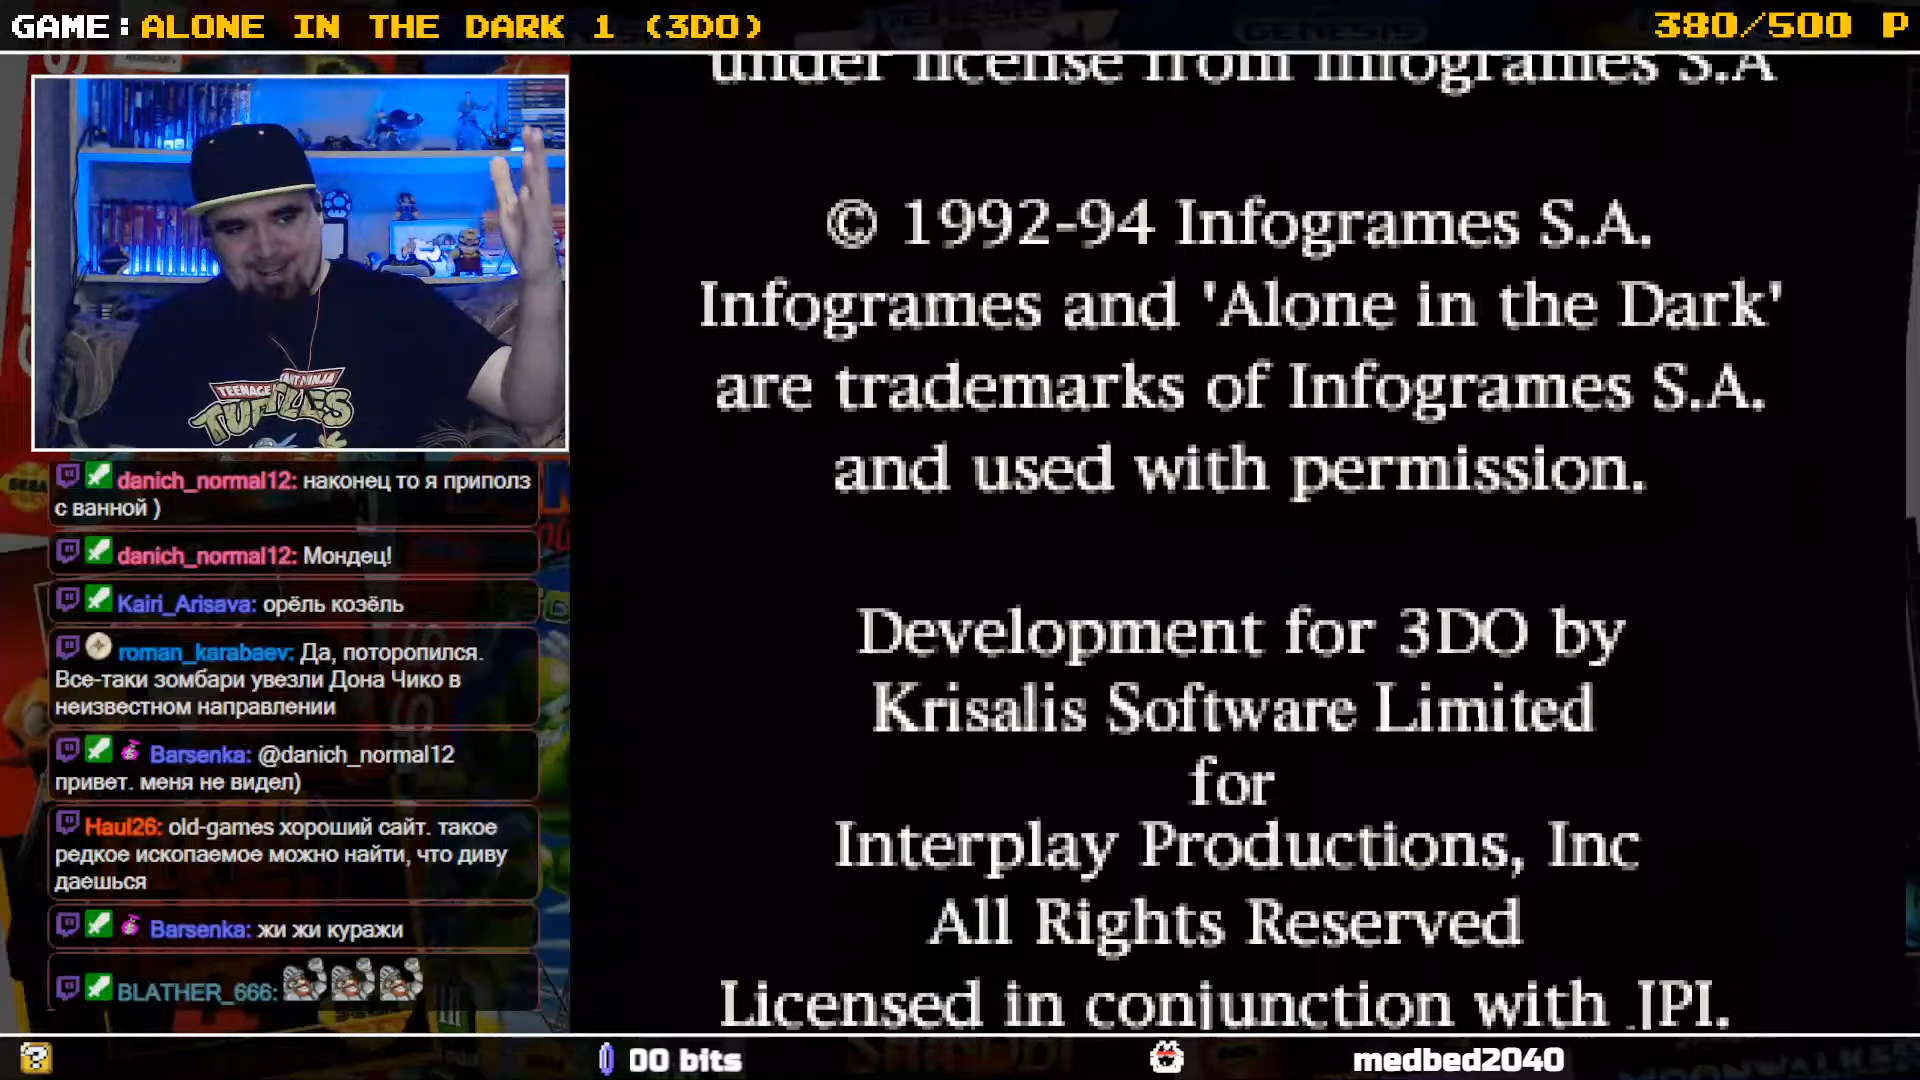 GAME: ALONE IN THE DARK 1 (3DO)
380/500 P
under license from Infogrames S.A
© 1992-94 Infogrames S.A.
Infogrames and 'Alone in the Dark'
are trademarks of Infogrames S.A.
and used with permission.
Development for 3DO by
Krisalis Software Limited
for
Interplay Productions, Inc
All Rights Reserved
Licensed in conjunction with JPI.
TEENAGE MUTANT NINJA
TURTLES
danich_normal12: наконец то я приполз
с ванной )
danich_normal12: Мондец!
Kairi_Arisava: орёль козёль
roman_karabaev: Да, поторопился.
Все-таки зомбари увезли Дона Чико в
неизвестном направлении
Barsenka: @danich_normal12
привет. меня не видел)
Haul26: old-games хороший сайт. такое
редкое ископаемое можно найти, что диву
даешься
Barsenka: жи жи куражи
BLATHER_666:
00 bits
medbed2040